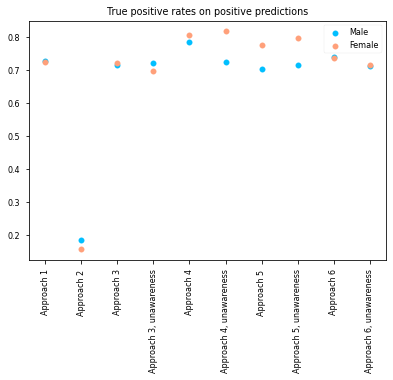 True positive rates on positive predictions
Male
Female
0.8
0.7
0.6
0.5
0.4
0.3
0.2
Approach 1
Approach 2
Approach 3
Approach 3, unawareness
Approach 4
Approach 4, unawareness
Approach 5
Approach 5, unawareness
Approach 6
Approach 6, unawareness